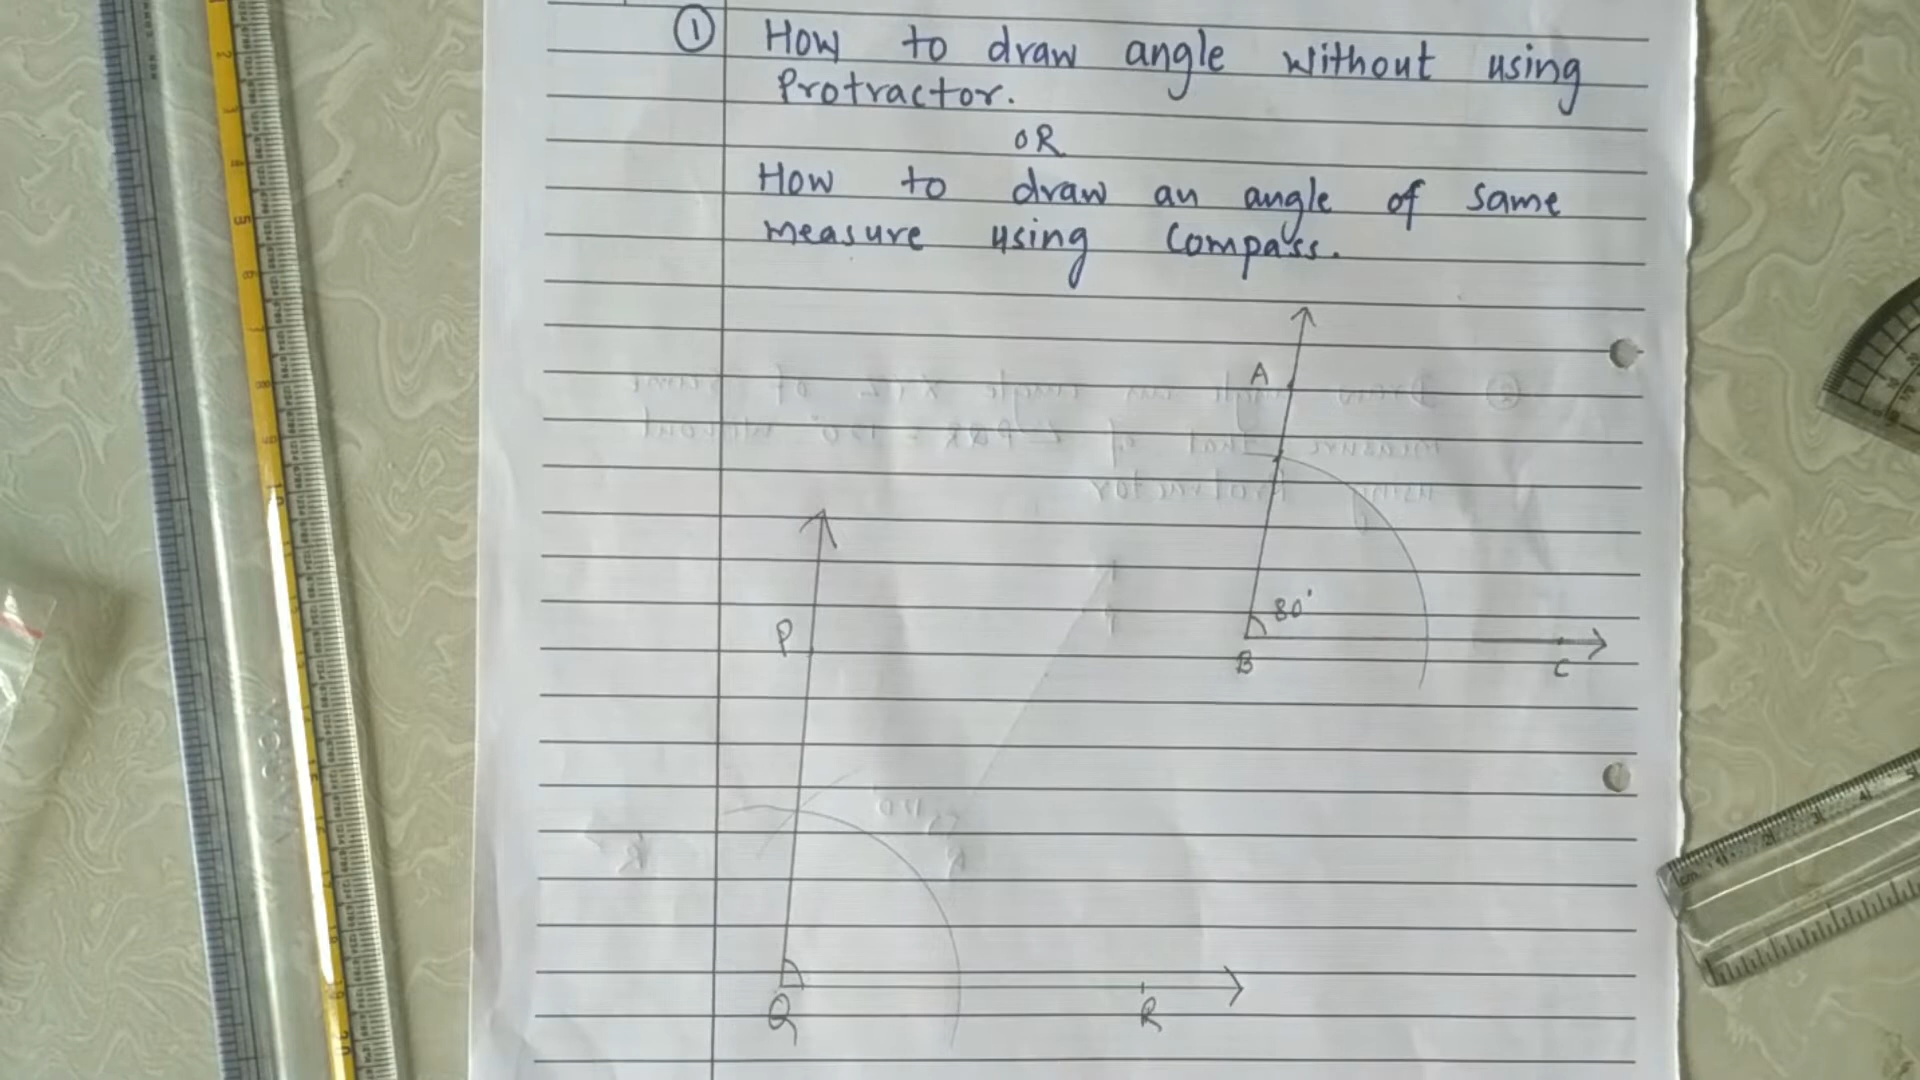 ① How to draw angle without using
Protractor.
OR
How to draw an angle of same
measure using Compass.
A
80°
B
C
P
Q
R